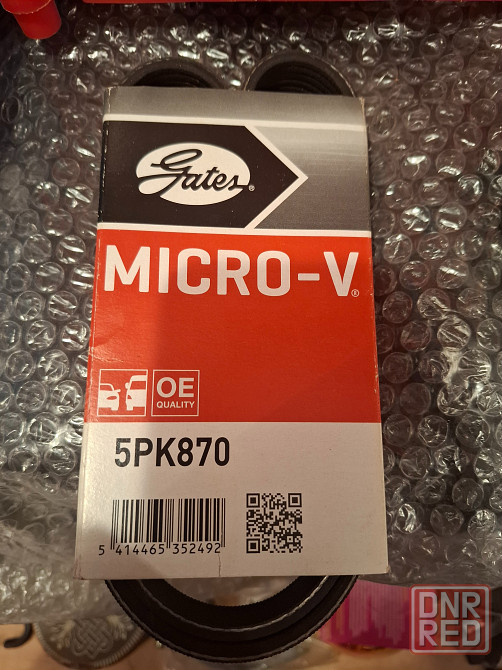 Gates®
MICRO-V®
OE
QUALITY
5PK870
5 414465 352492
DNR
RED